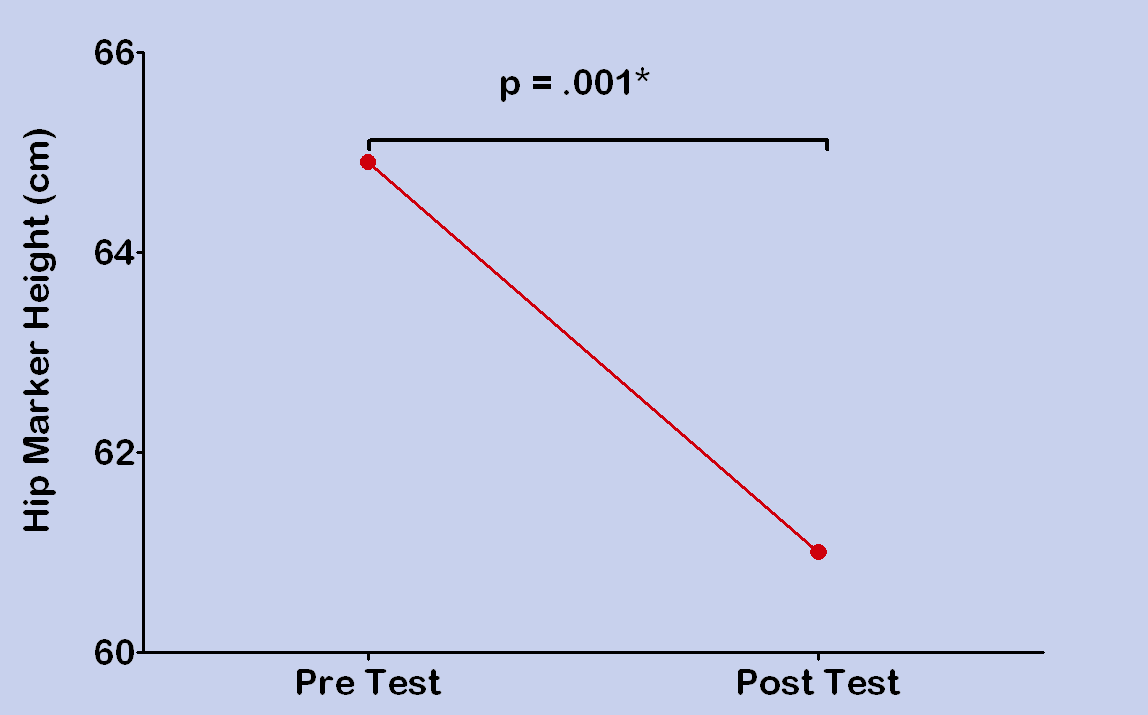 p = .001*
Hip Marker Height (cm)
66
64
62
60
Pre Test
Post Test